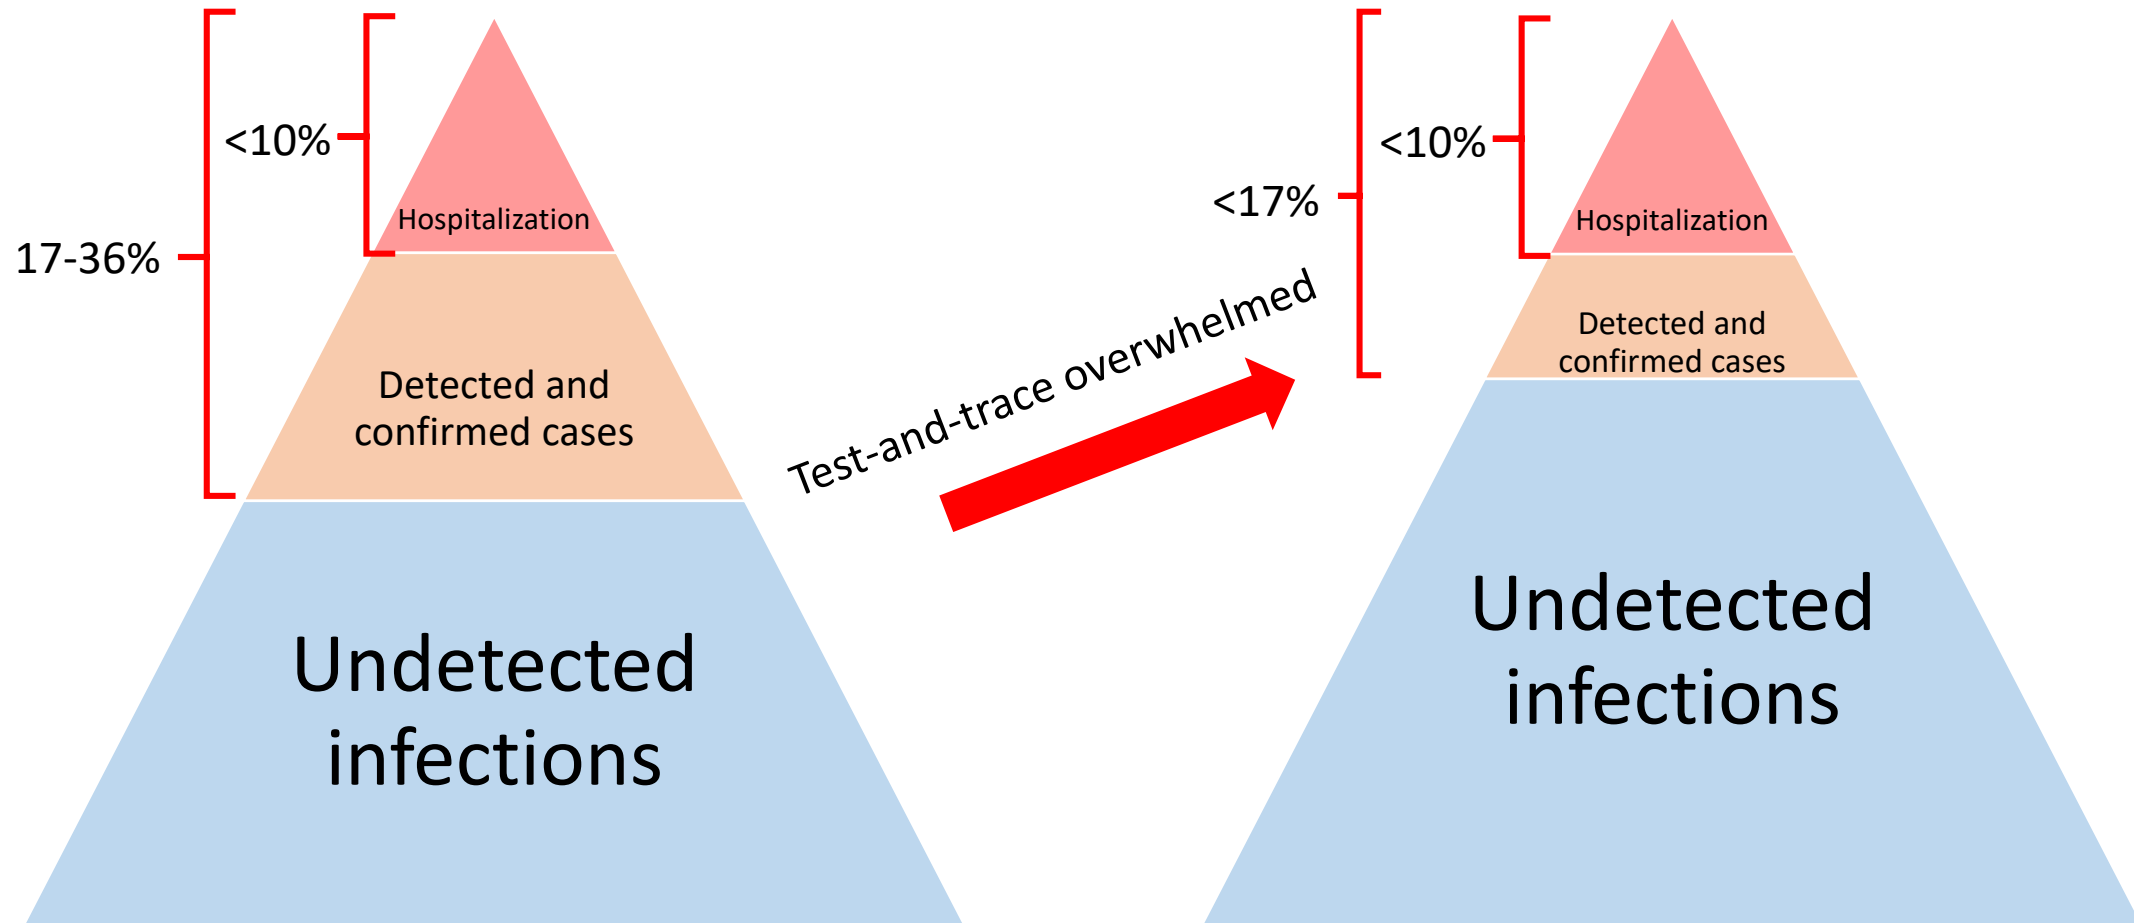 <10%
Hospitalization
17-36%
Detected and
confirmed cases
Undetected
infections
Test-and-trace overwhelmed
<10%
<17%
Hospitalization
Detected and
confirmed cases
Undetected
infections